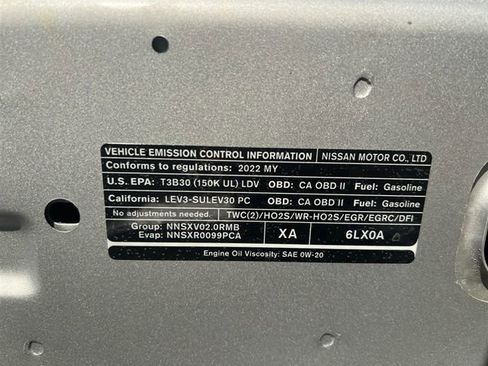 VEHICLE EMISSION CONTROL INFORMATION NISSAN MOTOR CO., LTD
Conforms to regulations: 2022 MY
U.S. EPA: T3B30 (150K UL) LDV OBD: CA OBD II Fuel: Gasoline
California: LEV3-SULEV30 PC OBD: CA OBD II Fuel: Gasoline
No adjustments needed. TWC(2)/HO2S/WR-HO2S/EGR/EGRC/DFI
Group: NNSXV02.0RMB
Evap: NNSXR0099PCA XA 6LX0A
Engine Oil Viscosity: SAE 0W-20